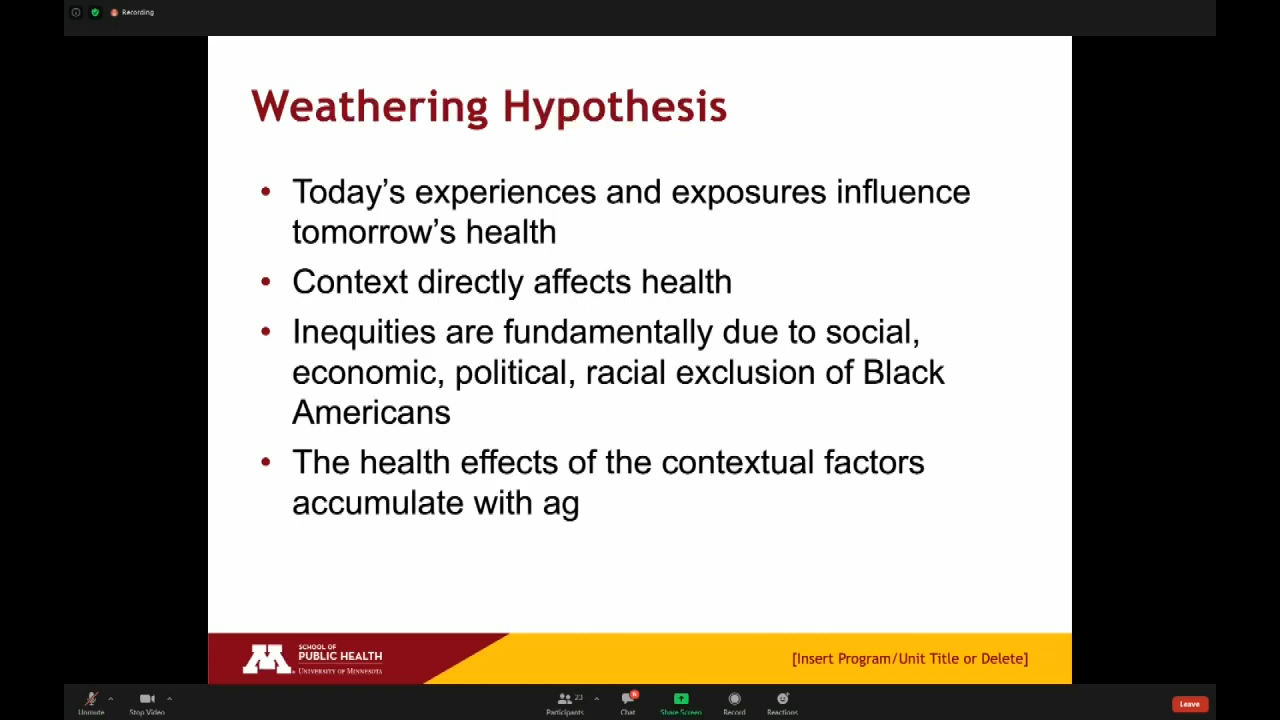 Recording
Weathering Hypothesis
• Today’s experiences and exposures influence
tomorrow’s health
• Context directly affects health
• Inequities are fundamentally due to social,
economic, political, racial exclusion of Black
Americans
• The health effects of the contextual factors
accumulate with ag
SCHOOL OF
PUBLIC HEALTH
UNIVERSITY OF MINNESOTA
[Insert Program/Unit Title or Delete]
Unmute
Stop Video
Participants
23
Chat
Share Screen
Record
Reactions
Leave